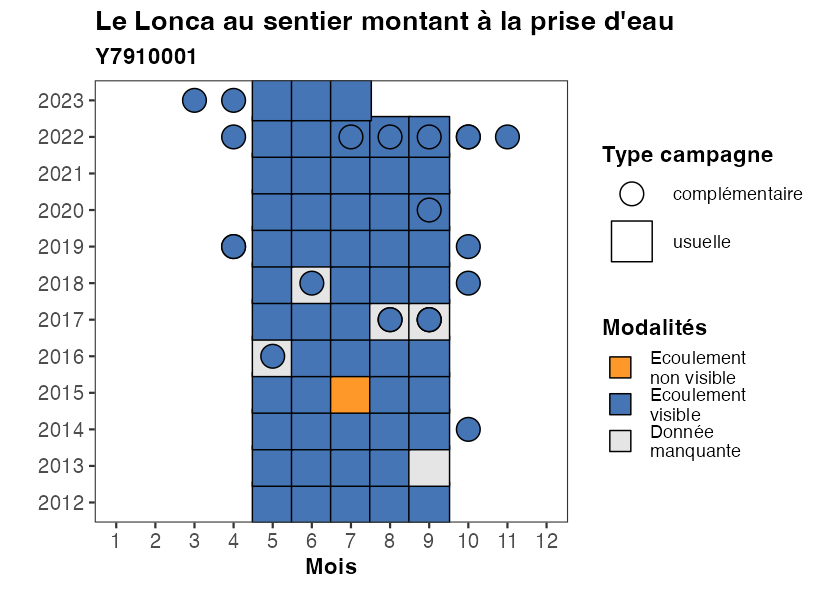 Le Lonca au sentier montant à la prise d'eau
Y7910001
2023
2022
2021
2020
2019
2018
2017
2016
2015
2014
2013
2012
1 2 3 4 5 6 7 8 9 10 11 12
Mois
Type campagne
complémentaire
usuelle
Modalités
Ecoulement
non visible
Ecoulement
visible
Donnée
manquante